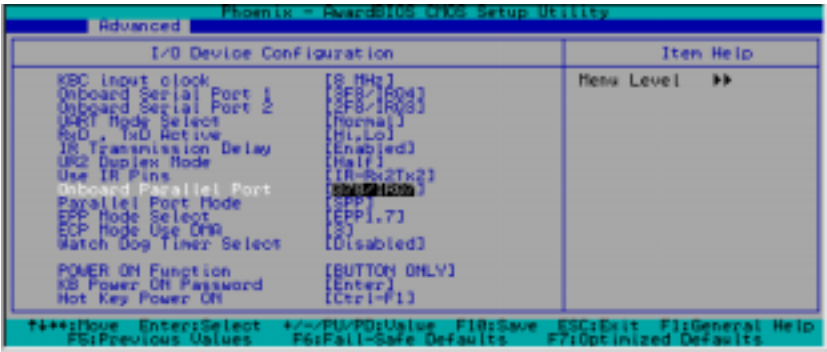 Phoenix - AwardBIOS CMOS Setup Utility
Advanced
I/O Device Configuration
Item Help
KBC input clock [8 MHz]
Menu Level ▶▶
Onboard Serial Port 1 [3F8/IRQ4]
Onboard Serial Port 2 [2F8/IRQ3]
UART Mode Select [Normal]
RxD , TxD Active [Hi,Lo]
IR Transmission Delay [Enabled]
UR2 Duplex Mode [Half]
Use IR Pins [IR-Rx2Tx2]
Onboard Parallel Port [378/IRQ7]
Parallel Port Mode [SPP]
EPP Mode Select [EPP1.7]
ECP Mode Use DMA [3]
Watch Dog Timer Select [Disabled]
POWER ON Function [BUTTON ONLY]
KB Power ON Password [Enter]
Hot Key Power ON [Ctrl-F1]
↑↓→←:Move Enter:Select +/-/PU/PD:Value F10:Save ESC:Exit F1:General Help
F5:Previous Values F6:Fail-Safe Defaults F7:Optimized Defaults